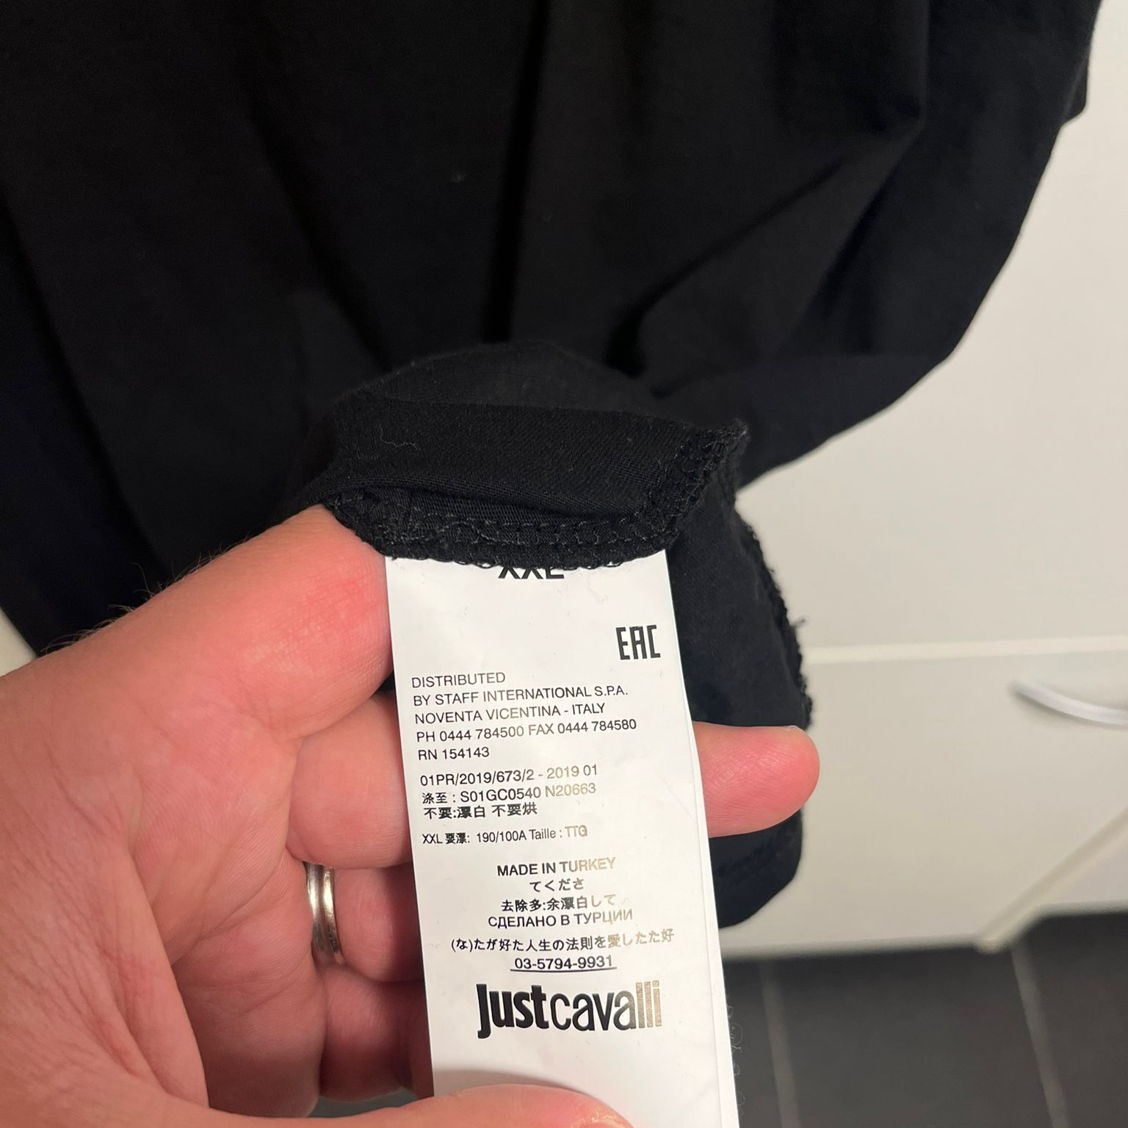 XXL
EAC
DISTRIBUTED
BY STAFF INTERNATIONAL S.P.A.
NOVENTA VICENTINA - ITALY
PH 0444 784500 FAX 0444 784580
RN 154143
01PR/2019/673/2 - 2019 01
涤至 : S01GC0540 N20663
不要:漂白 不要烘
XXL 耍漂: 190/100A Taille : TTG
MADE IN TURKEY
てくださ
去除多:余漂白して
СДЕЛАНО В ТУРЦИИ
(な)たが好た人生の法則を愛したた好
03-5794-9931
justcavalli